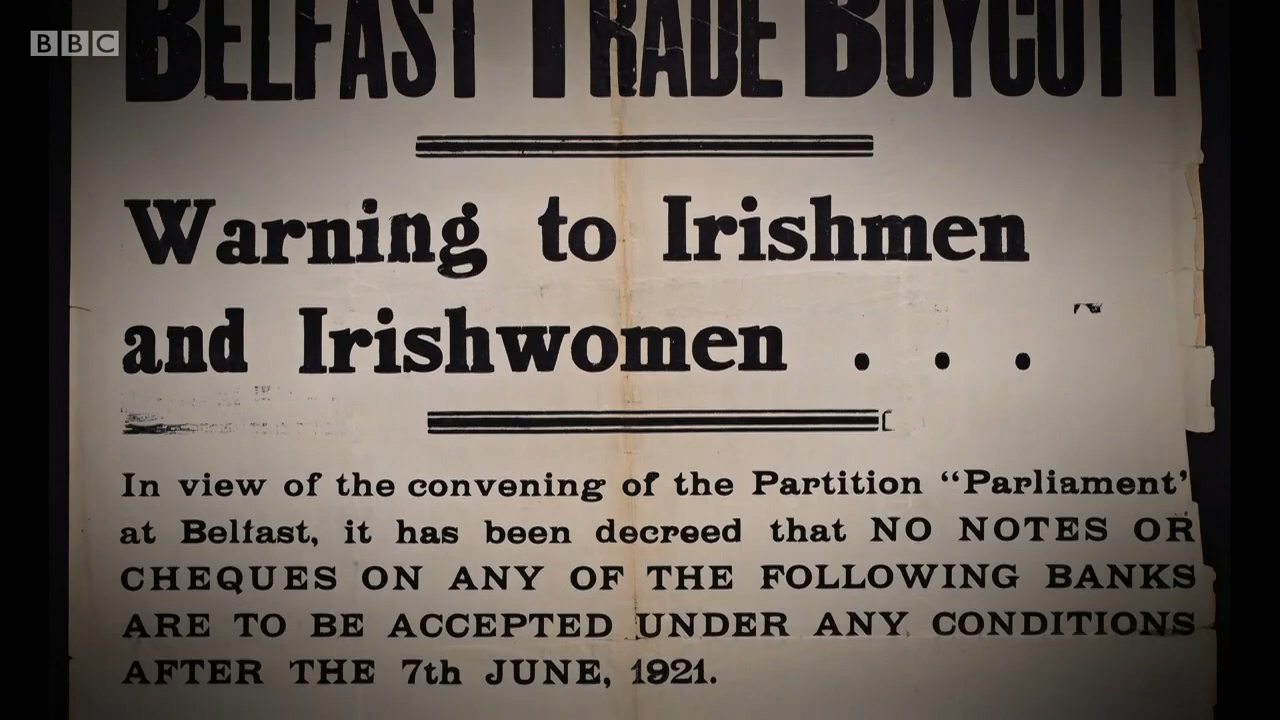 BBC
BELFAST TRADE BOYCOTT
Warning to Irishmen
and Irishwomen . . .
In view of the convening of the Partition “Parliament’
at Belfast, it has been decreed that NO NOTES OR
CHEQUES ON ANY OF THE FOLLOWING BANKS
ARE TO BE ACCEPTED UNDER ANY CONDITIONS
AFTER THE 7th JUNE, 1921.